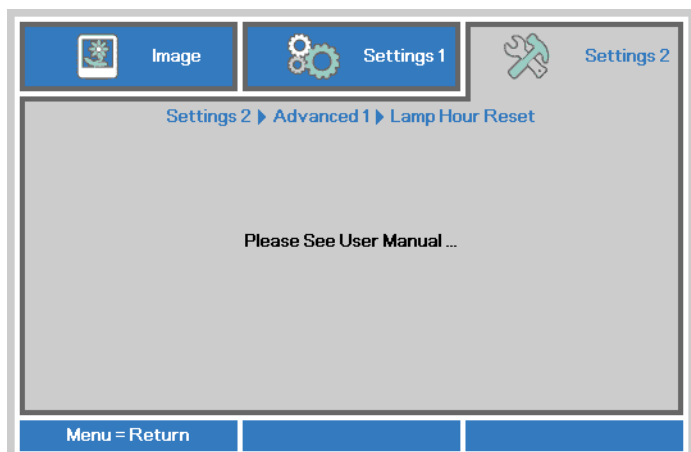 Image
Settings 1
Settings 2
Settings 2 ▶ Advanced 1 ▶ Lamp Hour Reset
Please See User Manual ...
Menu = Return